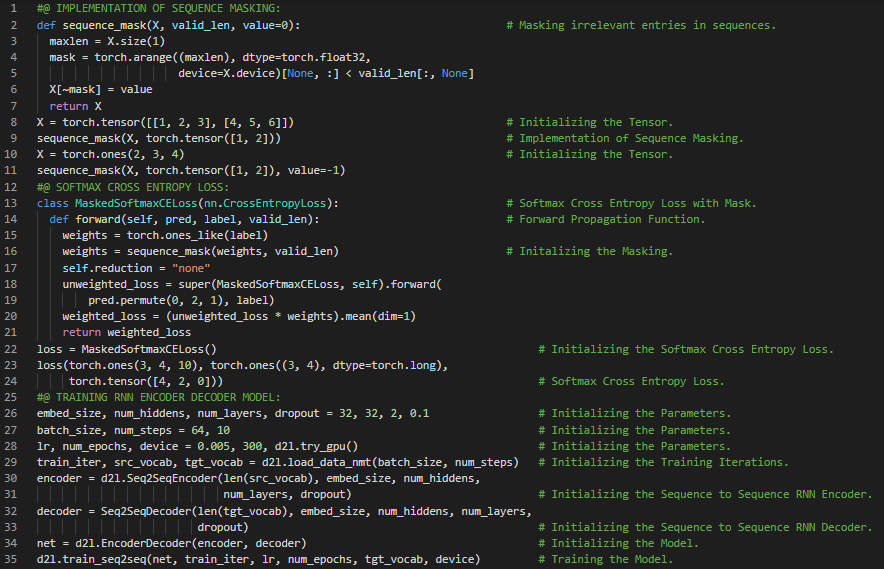 1 #@ IMPLEMENTATION OF SEQUENCE MASKING:
2 def sequence_mask(X, valid_len, value=0): # Masking irrelevant entries in sequences.
3 maxlen = X.size(1)
4 mask = torch.arange((maxlen), dtype=torch.float32,
5 device=X.device)[None, :] < valid_len[:, None]
6 X[~mask] = value
7 return X
8 X = torch.tensor([[1, 2, 3], [4, 5, 6]]) # Initializing the Tensor.
9 sequence_mask(X, torch.tensor([1, 2])) # Implementation of Sequence Masking.
10 X = torch.ones(2, 3, 4) # Initializing the Tensor.
11 sequence_mask(X, torch.tensor([1, 2]), value=-1)
12 #@ SOFTMAX CROSS ENTROPY LOSS:
13 class MaskedSoftmaxCELoss(nn.CrossEntropyLoss): # Softmax Cross Entropy Loss with Mask.
14 def forward(self, pred, label, valid_len): # Forward Propagation Function.
15 weights = torch.ones_like(label)
16 weights = sequence_mask(weights, valid_len) # Initalizing the Masking.
17 self.reduction = "none"
18 unweighted_loss = super(MaskedSoftmaxCELoss, self).forward(
19 pred.permute(0, 2, 1), label)
20 weighted_loss = (unweighted_loss * weights).mean(dim=1)
21 return weighted_loss
22 loss = MaskedSoftmaxCELoss() # Initializing the Softmax Cross Entropy Loss.
23 loss(torch.ones(3, 4, 10), torch.ones((3, 4), dtype=torch.long),
24 torch.tensor([4, 2, 0])) # Softmax Cross Entropy Loss.
25 #@ TRAINING RNN ENCODER DECODER MODEL:
26 embed_size, num_hiddens, num_layers, dropout = 32, 32, 2, 0.1 # Initializing the Parameters.
27 batch_size, num_steps = 64, 10 # Initializing the Parameters.
28 lr, num_epochs, device = 0.005, 300, d2l.try_gpu() # Initializing the Parameters.
29 train_iter, src_vocab, tgt_vocab = d2l.load_data_nmt(batch_size, num_steps) # Initializing the Training Iterations.
30 encoder = d2l.Seq2SeqEncoder(len(src_vocab), embed_size, num_hiddens,
31 num_layers, dropout) # Initializing the Sequence to Sequence RNN Encoder.
32 decoder = Seq2SeqDecoder(len(tgt_vocab), embed_size, num_hiddens, num_layers,
33 dropout) # Initializing the Sequence to Sequence RNN Decoder.
34 net = d2l.EncoderDecoder(encoder, decoder) # Initializing the Model.
35 d2l.train_seq2seq(net, train_iter, lr, num_epochs, tgt_vocab, device) # Training the Model.